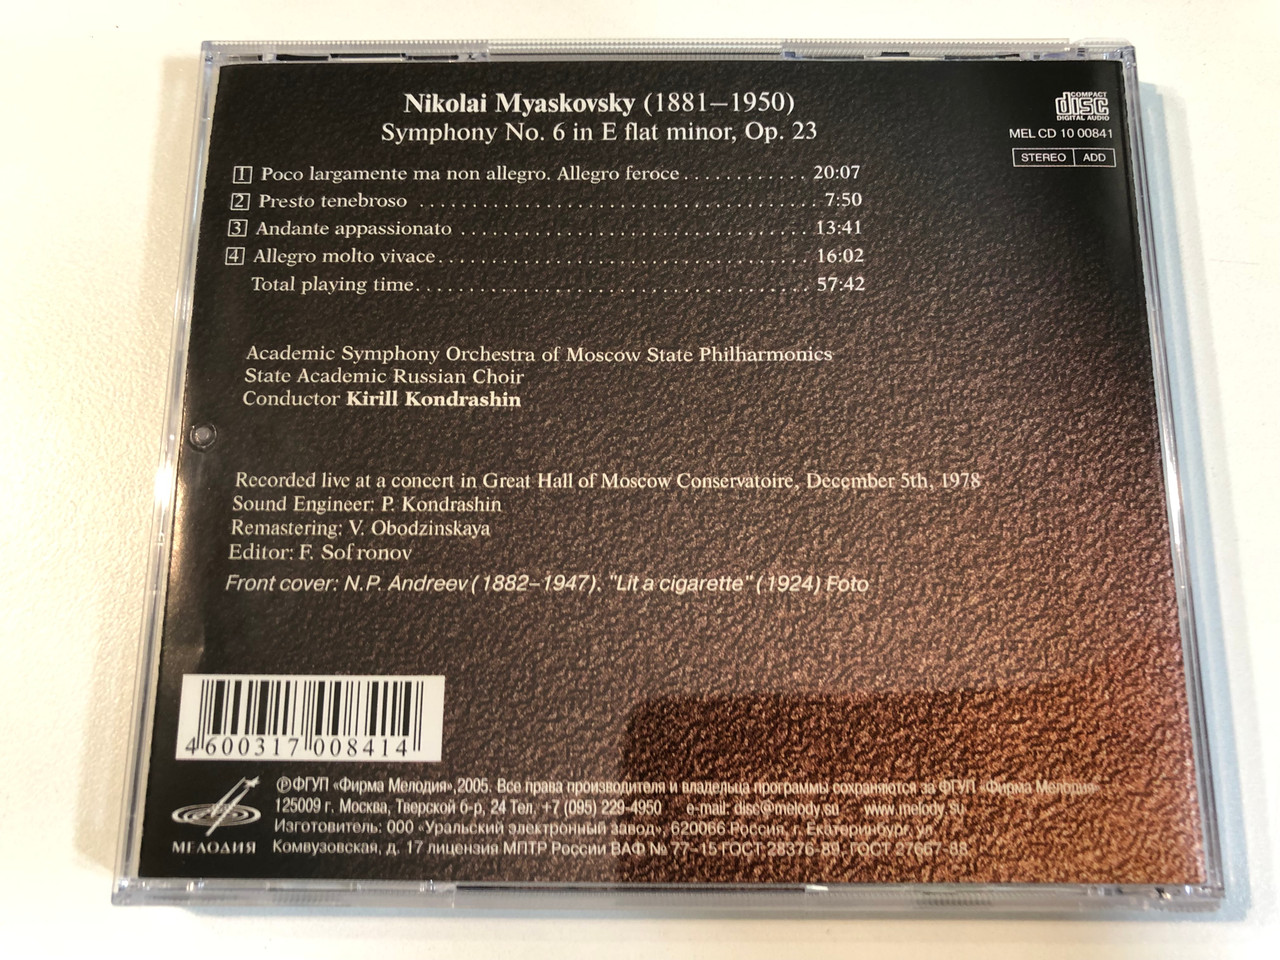 Nikolai Myaskovsky (1881–1950)
Symphony No. 6 in E flat minor, Op. 23
COMPACT
disc
DIGITAL AUDIO
MEL CD 10 00841
STEREO ADD
1 Poco largamente ma non allegro. Allegro feroce............ 20:07
2 Presto tenebroso .................................... 7:50
3 Andante appassionato ............................... 13:41
4 Allegro molto vivace................................. 16:02
Total playing time................................... 57:42
Academic Symphony Orchestra of Moscow State Philharmonics
State Academic Russian Choir
Conductor Kirill Kondrashin
Recorded live at a concert in Great Hall of Moscow Conservatoire, December 5th, 1978
Sound Engineer: P. Kondrashin
Remastering: V. Obodzinskaya
Editor: F. Sofronov
Front cover: N.P. Andreev (1882–1947). "Lit a cigarette" (1924) Foto
4 600317 008414
℗ФГУП «Фирма Мелодия»,2005. Все права производителя и владельца программы сохраняются за ФГУП «Фирма Мелодия»
125009 г. Москва, Тверской б-р, 24 Тел. +7 (095) 229-4950 e-mail: disc@melody.su www.melody.su
Изготовитель: ООО «Уральский электронный завод», 620066 Россия, г. Екатеринбург, ул.
Комвузовская, д. 17 лицензия МПТР России ВАФ № 77-15 ГОСТ 28376-89, ГОСТ 27667-88
МЕЛОДИЯ